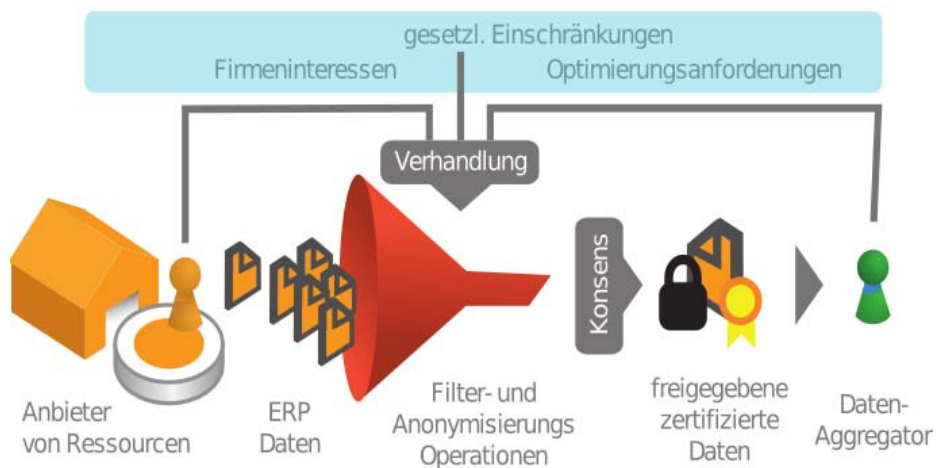 gesetzl. Einschränkungen
Firmeninteressen
Optimierungsanforderungen
Verhandlung
Konsens
Anbieter
von Ressourcen
ERP
Daten
Filter- und
Anonymisierungs
Operationen
freigegebene
zertifizierte
Daten
Daten-
Aggregator